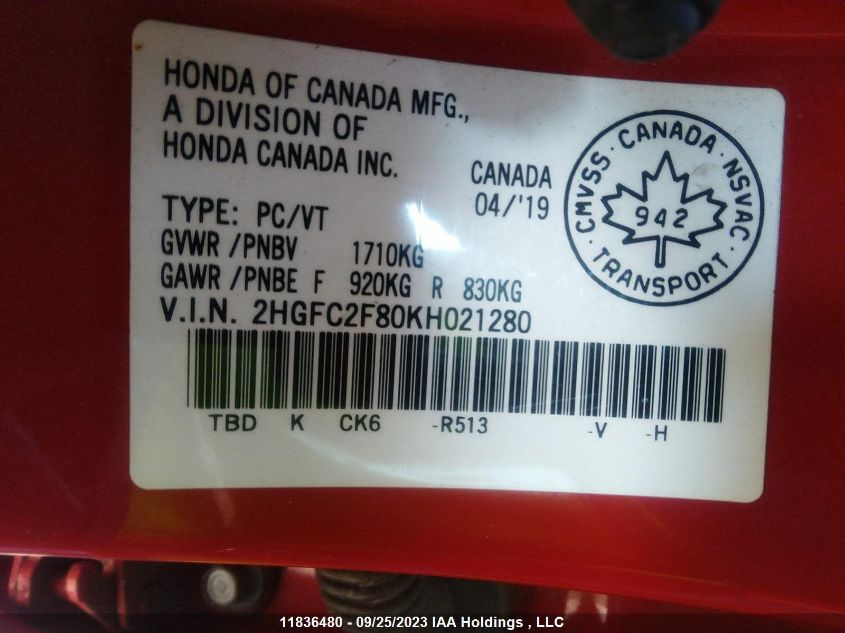 HONDA OF CANADA MFG.,
A DIVISION OF
HONDA CANADA INC.
CANADA
04/'19
TYPE: PC/VT
GVWR /PNBV 1710KG
GAWR /PNBE F 920KG R 830KG
V.I.N. 2HGFC2F80KH021280
TBD K CK6 -R513 -V -H
CMVSS · CANADA · NSVAC
942
· TRANSPORT ·
11836480 - 09/25/2023 IAA Holdings , LLC